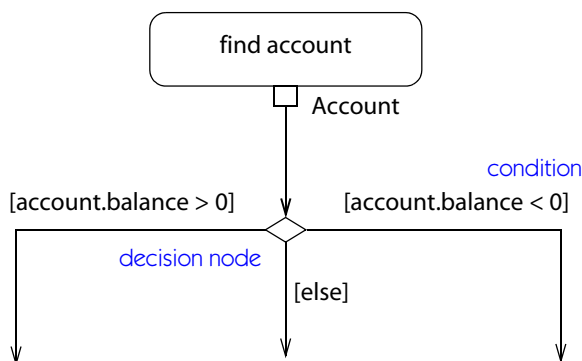 find account
Account
condition
[account.balance > 0]
[account.balance < 0]
decision node
[else]